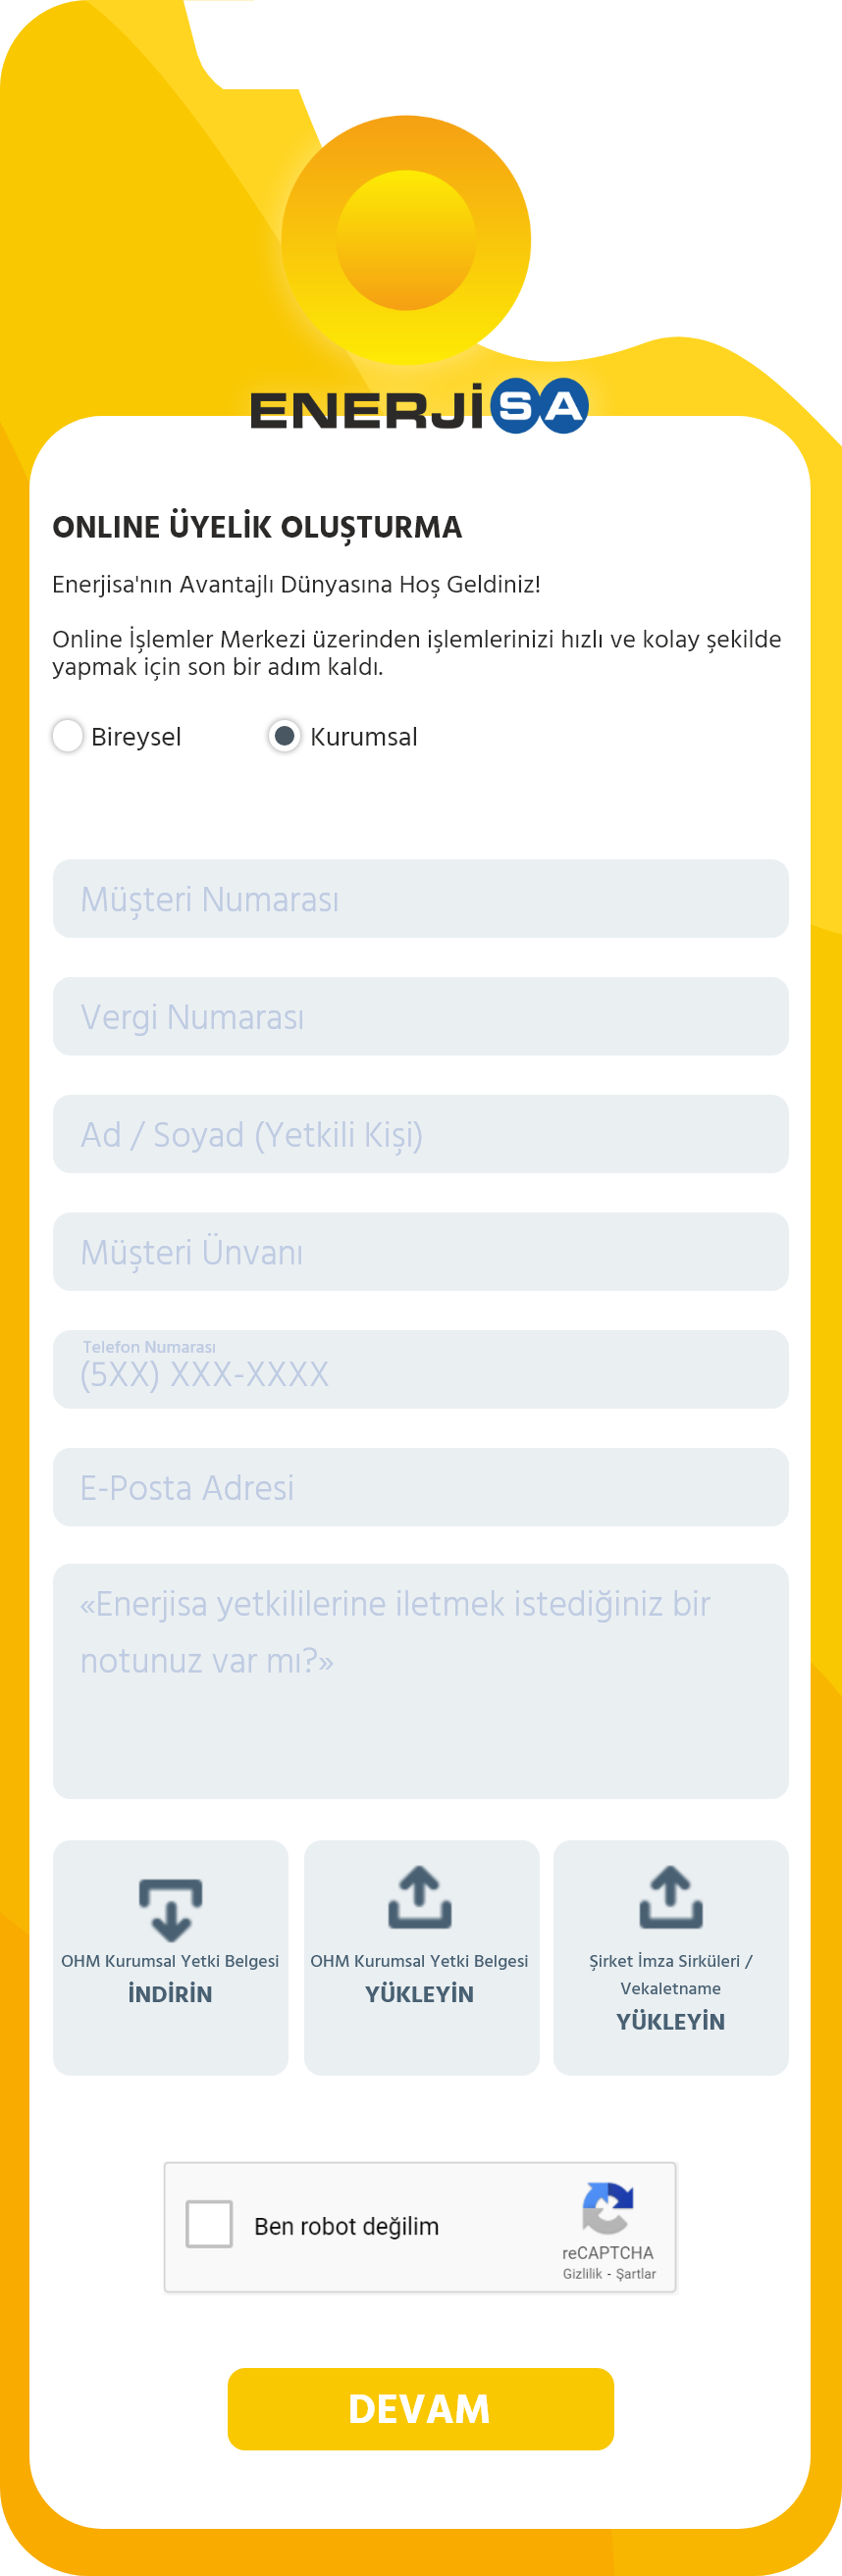 ENERJİSA
ONLINE ÜYELİK OLUŞTURMA
Enerjisa'nın Avantajlı Dünyasına Hoş Geldiniz!
Online İşlemler Merkezi üzerinden işlemlerinizi hızlı ve kolay şekilde
yapmak için son bir adım kaldı.
Bireysel Kurumsal
Müşteri Numarası
Vergi Numarası
Ad / Soyad (Yetkili Kişi)
Müşteri Ünvanı
Telefon Numarası
(5XX) XXX-XXXX
E-Posta Adresi
«Enerjisa yetkililerine iletmek istediğiniz bir
notunuz var mı?»
OHM Kurumsal Yetki Belgesi
İNDİRİN
OHM Kurumsal Yetki Belgesi
YÜKLEYİN
Şirket İmza Sirküleri /
Vekaletname
YÜKLEYİN
Ben robot değilim
reCAPTCHA
Gizlilik - Şartlar
DEVAM